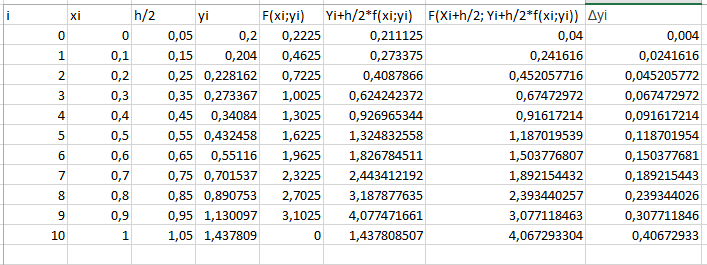 i xi h/2 yi F(xi;yi) Yi+h/2*f(xi;yi) F(Xi+h/2; Yi+h/2*f(xi;yi)) Δyi
0 0 0,05 0,2 0,2225 0,211125 0,04 0,004
1 0,1 0,15 0,204 0,4625 0,273375 0,241616 0,0241616
2 0,2 0,25 0,228162 0,7225 0,4087866 0,452057716 0,045205772
3 0,3 0,35 0,273367 1,0025 0,624242372 0,67472972 0,067472972
4 0,4 0,45 0,34084 1,3025 0,926965344 0,91617214 0,091617214
5 0,5 0,55 0,432458 1,6225 1,324832558 1,187019539 0,118701954
6 0,6 0,65 0,55116 1,9625 1,826784511 1,503776807 0,150377681
7 0,7 0,75 0,701537 2,3225 2,443412192 1,892154432 0,189215443
8 0,8 0,85 0,890753 2,7025 3,187877635 2,393440257 0,239344026
9 0,9 0,95 1,130097 3,1025 4,077471661 3,077118463 0,307711846
10 1 1,05 1,437809 0 1,437808507 4,067293304 0,40672933